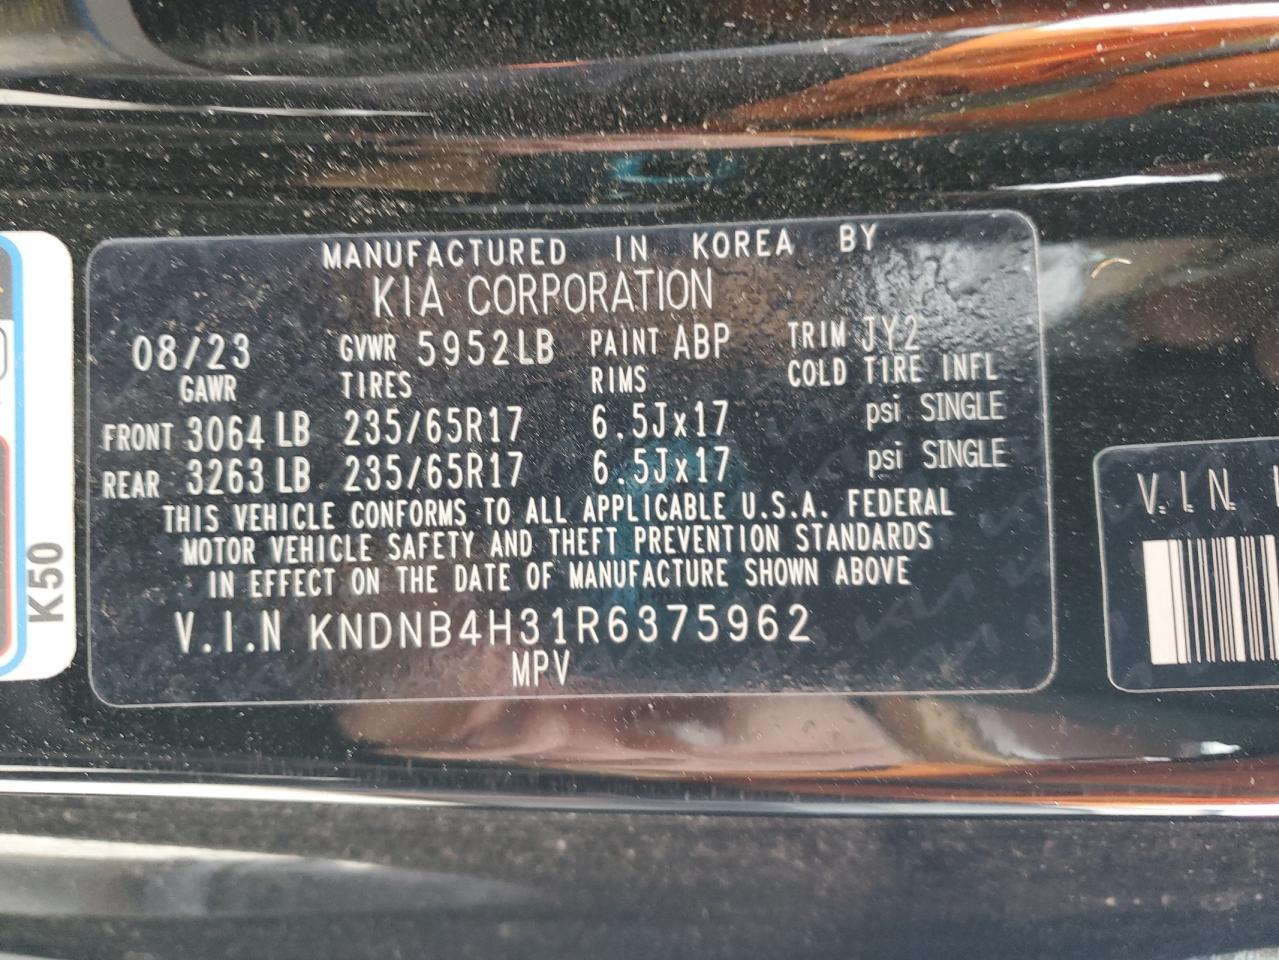 MANUFACTURED IN KOREA BY
KIA CORPORATION
08/23 GVWR 5952LB PAINT ABP TRIM JY2
GAWR TIRES RIMS COLD TIRE INFL
FRONT 3064 LB 235/65R17 6.5Jx17 psi SINGLE
REAR 3263 LB 235/65R17 6.5Jx17 psi SINGLE
THIS VEHICLE CONFORMS TO ALL APPLICABLE U.S.A. FEDERAL
MOTOR VEHICLE SAFETY AND THEFT PREVENTION STANDARDS
IN EFFECT ON THE DATE OF MANUFACTURE SHOWN ABOVE
V.I.N KNDNB4H31R6375962
MPV
K50
V.I.N.